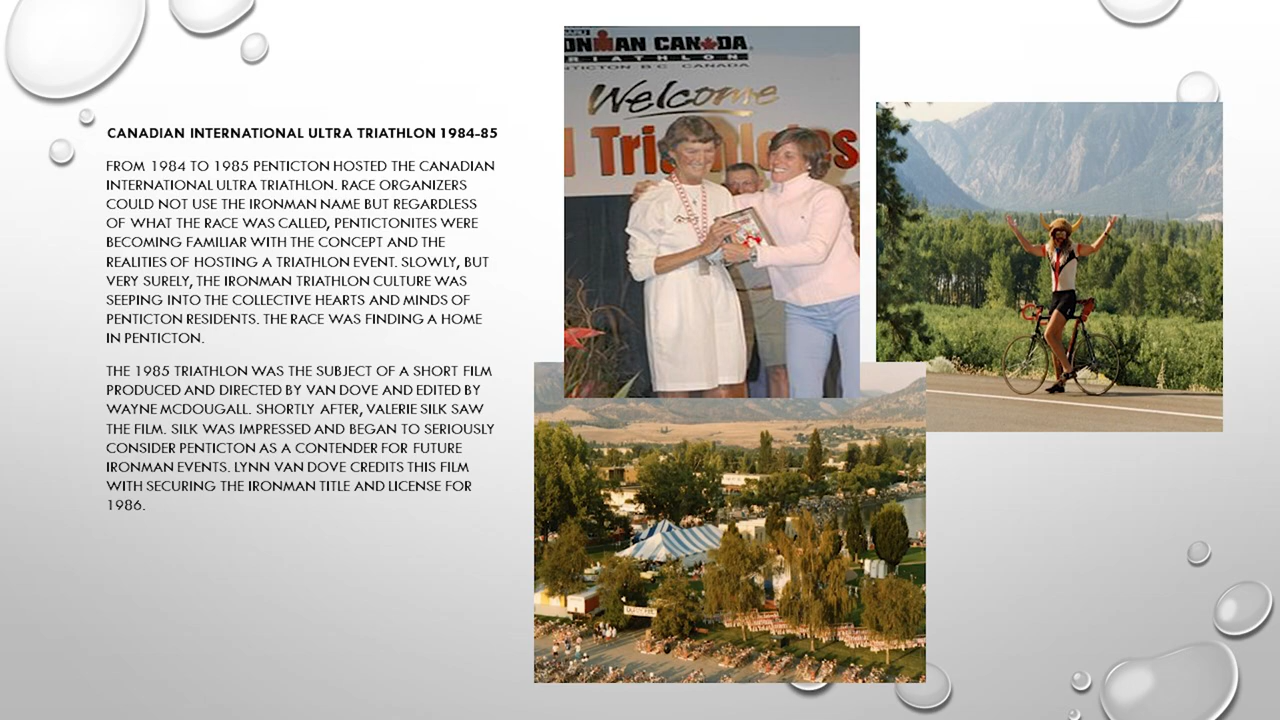 CANADIAN INTERNATIONAL ULTRA TRIATHLON 1984-85
FROM 1984 TO 1985 PENTICTON HOSTED THE CANADIAN
INTERNATIONAL ULTRA TRIATHLON. RACE ORGANIZERS
COULD NOT USE THE IRONMAN NAME BUT REGARDLESS
OF WHAT THE RACE WAS CALLED, PENTICTONITES WERE
BECOMING FAMILIAR WITH THE CONCEPT AND THE
REALITIES OF HOSTING A TRIATHLON EVENT. SLOWLY, BUT
VERY SURELY, THE IRONMAN TRIATHLON CULTURE WAS
SEEPING INTO THE COLLECTIVE HEARTS AND MINDS OF
PENTICTON RESIDENTS. THE RACE WAS FINDING A HOME
IN PENTICTON.
THE 1985 TRIATHLON WAS THE SUBJECT OF A SHORT FILM
PRODUCED AND DIRECTED BY VAN DOVE AND EDITED BY
WAYNE MCDOUGALL. SHORTLY AFTER, VALERIE SILK SAW
THE FILM. SILK WAS IMPRESSED AND BEGAN TO SERIOUSLY
CONSIDER PENTICTON AS A CONTENDER FOR FUTURE
IRONMAN EVENTS. LYNN VAN DOVE CREDITS THIS FILM
WITH SECURING THE IRONMAN TITLE AND LICENSE FOR
1986.
ONMAN CANADA
RIATHLON
NTICTON BC CANADA
Welcome
l Triathletes